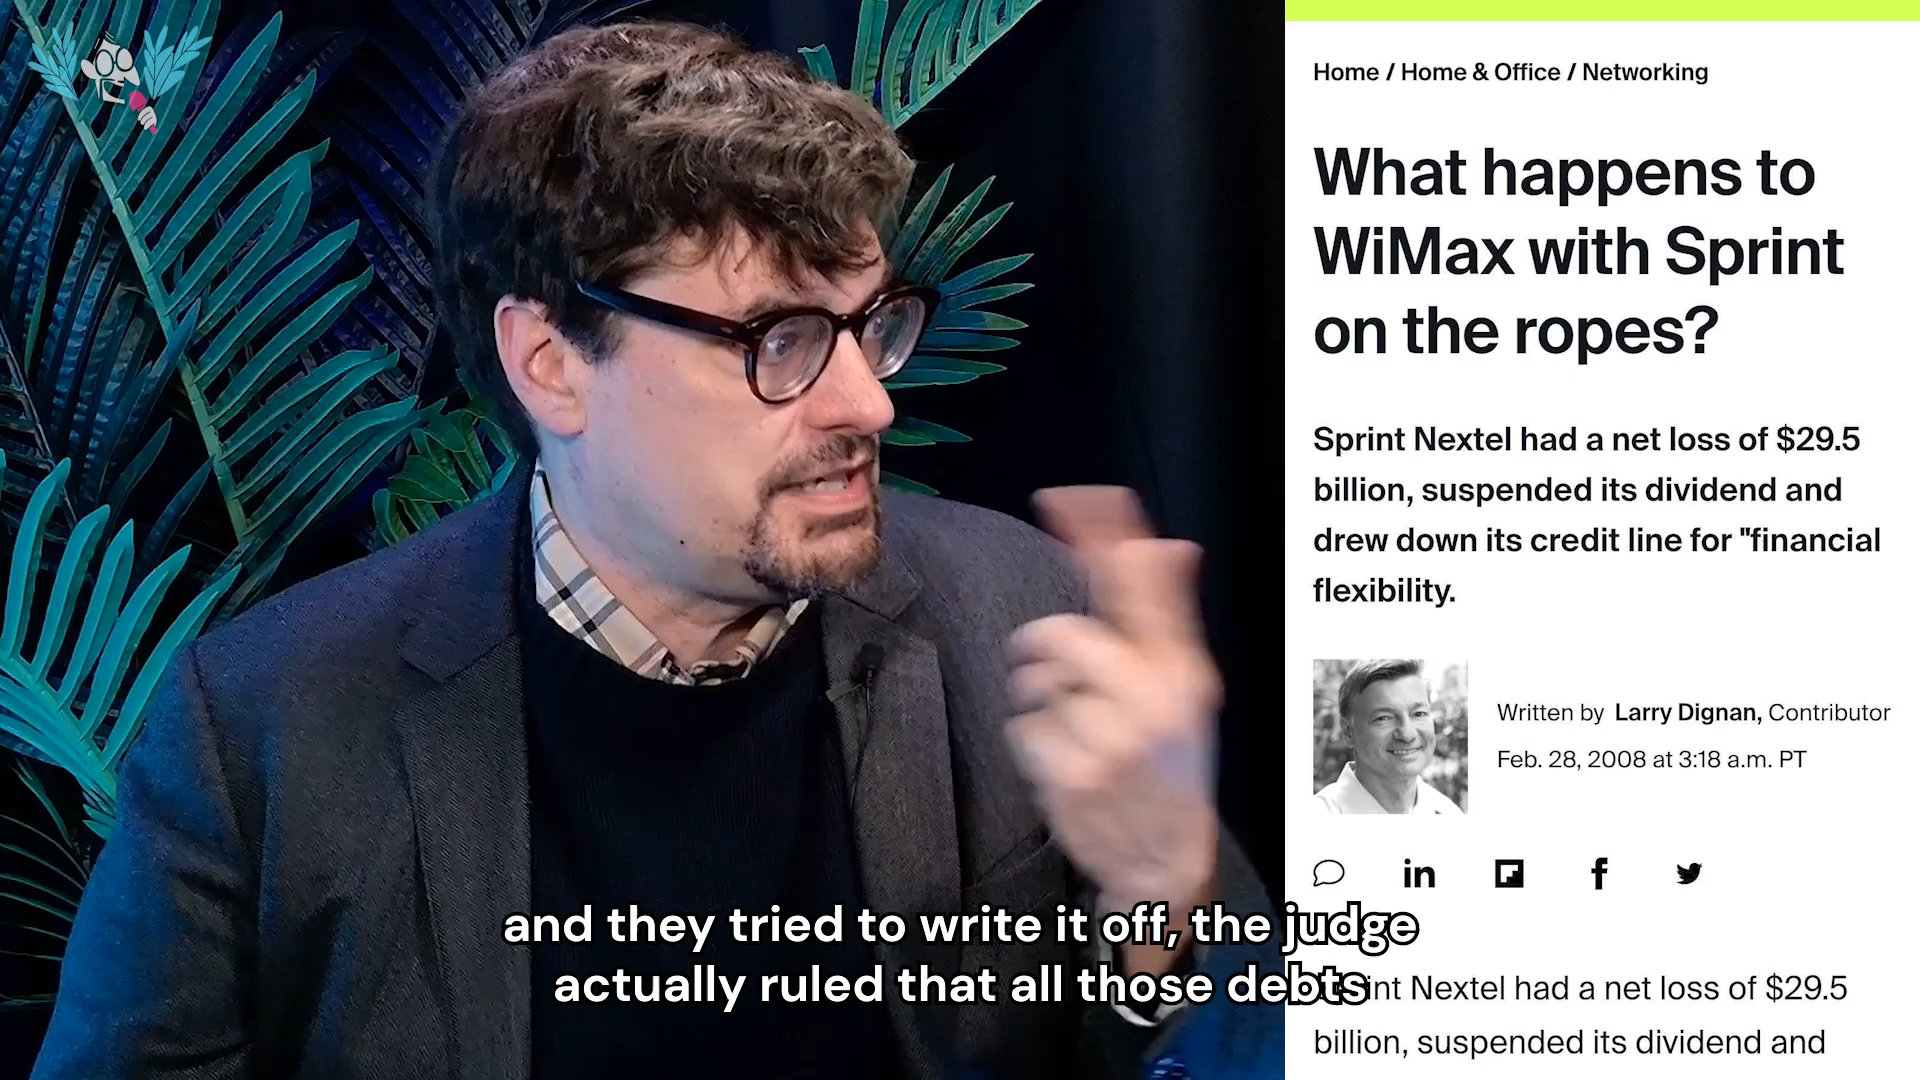 Home / Home & Office / Networking
What happens to
WiMax with Sprint
on the ropes?
Sprint Nextel had a net loss of $29.5
billion, suspended its dividend and
drew down its credit line for "financial
flexibility.
Written by Larry Dignan, Contributor
Feb. 28, 2008 at 3:18 a.m. PT
and they tried to write it off, the judge
actually ruled that all those debts
int Nextel had a net loss of $29.5
billion, suspended its dividend and